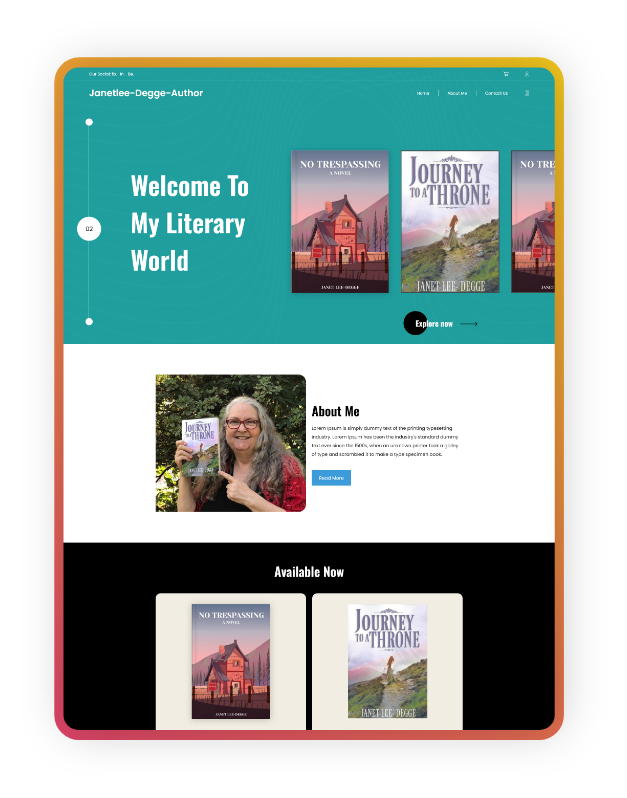 Our Socials: fb. In. Be.
Janetlee-Degge-Author
Home
About Me
Contact Us
02
Welcome To
My Literary
World
NO TRESPASSING
A NOVEL
JANET LEE-DEGGE
JOURNEY
TO A THRONE
JANET LEE-DEGGE
NO TRE
JANET
Explore now
JOURNEY
TO A THRONE
About Me
Lorem Ipsum is simply dummy text of the printing typesetting
industry. Lorem Ipsum has been the industry's standard dummy
text ever since the 1500s, when an unknown printer took a galley
of type and scrambled it to make a type specimen book.
Read More
Available Now
NO TRESPASSING
A NOVEL
JANET LEE-DEGGE
JOURNEY
TO A THRONE
JANET LEE-DEGGE